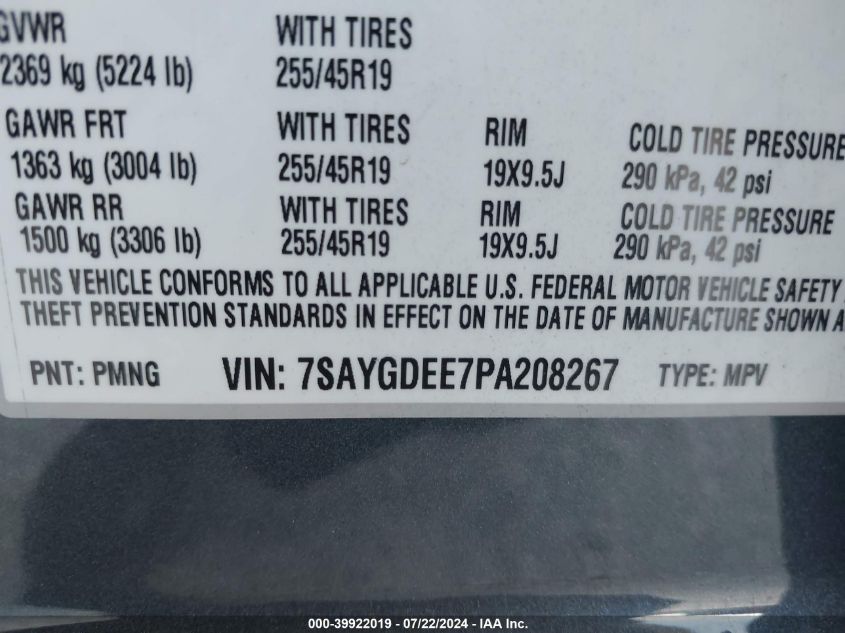 GVWR WITH TIRES
2369 kg (5224 lb) 255/45R19
GAWR FRT WITH TIRES RIM COLD TIRE PRESSURE
1363 kg (3004 lb) 255/45R19 19X9.5J 290 kPa, 42 psi
GAWR RR WITH TIRES RIM COLD TIRE PRESSURE
1500 kg (3306 lb) 255/45R19 19X9.5J 290 kPa, 42 psi
THIS VEHICLE CONFORMS TO ALL APPLICABLE U.S. FEDERAL MOTOR VEHICLE SAFETY
THEFT PREVENTION STANDARDS IN EFFECT ON THE DATE OF MANUFACTURE SHOWN A
PNT: PMNG VIN: 7SAYGDEE7PA208267 TYPE: MPV
000-39922019 - 07/22/2024 - IAA Inc.